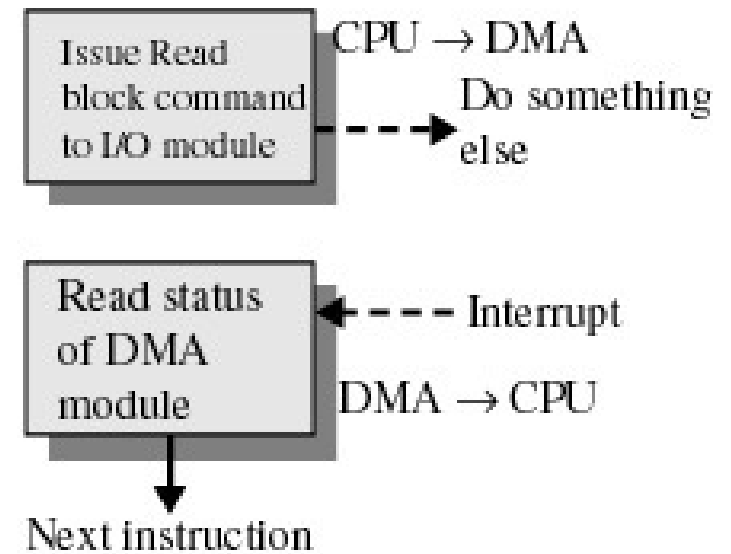 Issue Read
block command
to I/O module
CPU → DMA
Do something
else
Read status
of DMA
module
Interrupt
DMA → CPU
Next instruction